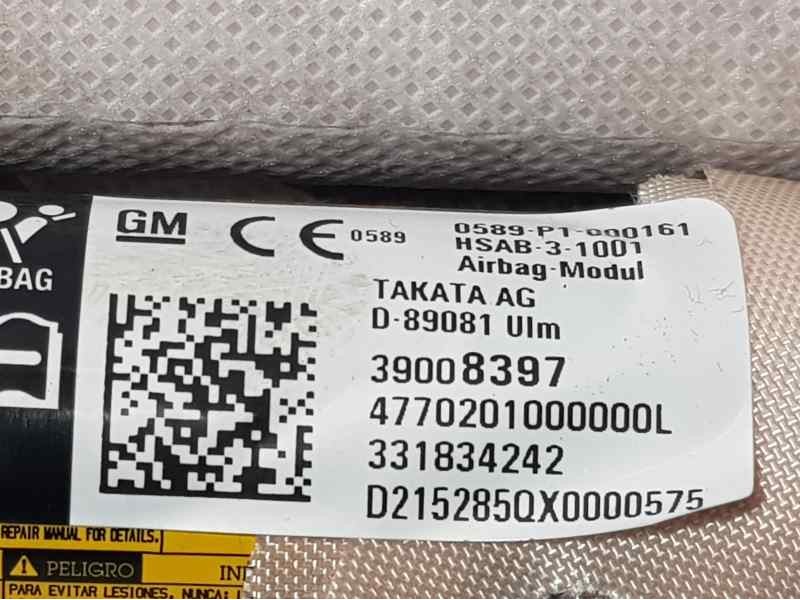 GM CE 0589
0589-P1-000161
HSAB-3-1001
Airbag-Modul
TAKATA AG
D-89081 Ulm
39008397
4770201000000L
331834242
D215285QX0000575
BAG
REPAIR MANUAL FOR DETAILS.
PELIGRO
PARA EVITAR LESIONES, NUNCA: